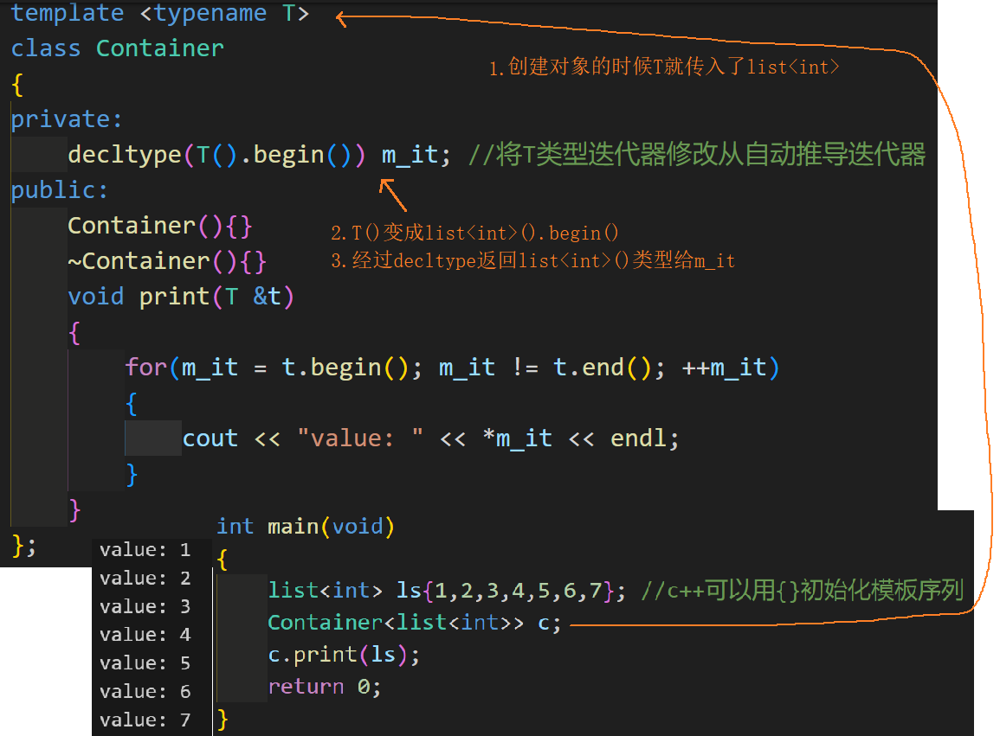 template <typename T>
class Container
1.创建对象的时候T就传入了list<int>
{
private:
decltype(T().begin()) m_it; //将T类型迭代器修改从自动推导迭代器
public:
Container(){}
2.T()变成list<int>().begin()
~Container(){}
3.经过decltype返回list<int>()类型给m_it
void print(T &t)
{
for(m_it = t.begin(); m_it != t.end(); ++m_it)
{
cout << "value: " << *m_it << endl;
}
}
};
int main(void)
{
list<int> ls{1,2,3,4,5,6,7}; //c++可以用{}初始化模板序列
Container<list<int>> c;
c.print(ls);
return 0;
}
value: 1
value: 2
value: 3
value: 4
value: 5
value: 6
value: 7